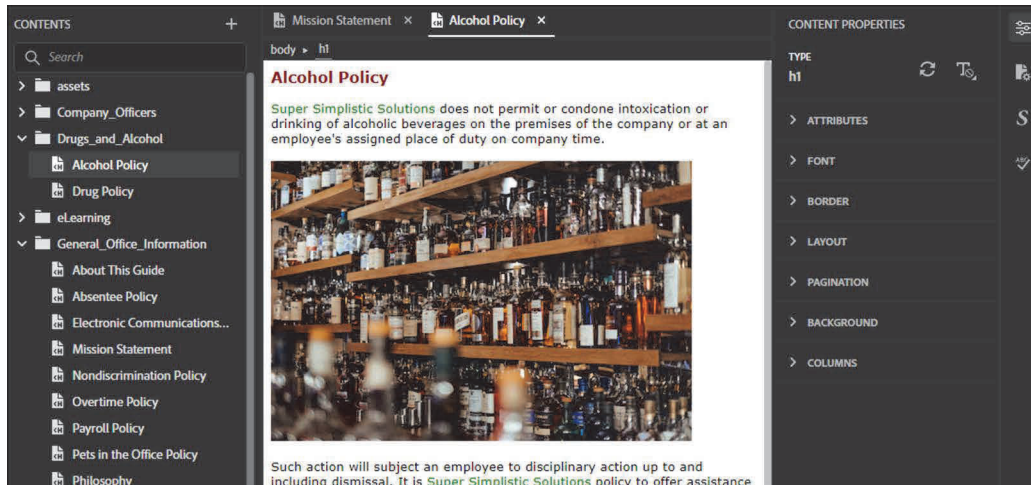 CONTENTS
Search
assets
Company_Officers
Drugs_and_Alcohol
Alcohol Policy
Drug Policy
eLearning
General_Office_Information
About This Guide
Absentee Policy
Electronic Communications...
Mission Statement
Nondiscrimination Policy
Overtime Policy
Payroll Policy
Pets in the Office Policy
Philosophy
Mission Statement
Alcohol Policy
body ▸ h1
Alcohol Policy
Super Simplistic Solutions does not permit or condone intoxication or
drinking of alcoholic beverages on the premises of the company or at an
employee's assigned place of duty on company time.
Such action will subject an employee to disciplinary action up to and
including dismissal. It is Super Simplistic Solutions policy to offer assistance
CONTENT PROPERTIES
TYPE
h1
ATTRIBUTES
FONT
BORDER
LAYOUT
PAGINATION
BACKGROUND
COLUMNS